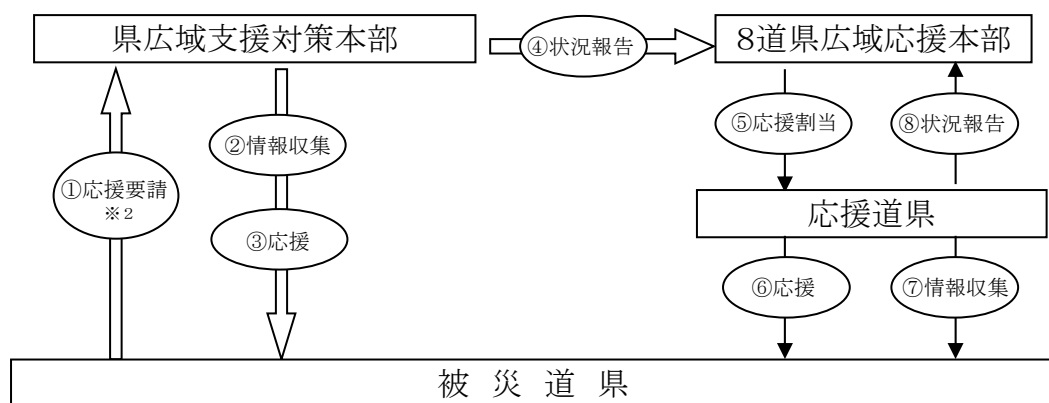 県広域支援対策本部
④状況報告
8道県広域応援本部
②情報収集
⑤応援割当
⑧状況報告
①応援要請
※2
③応援
応援道県
⑥応援
⑦情報収集
被災道県